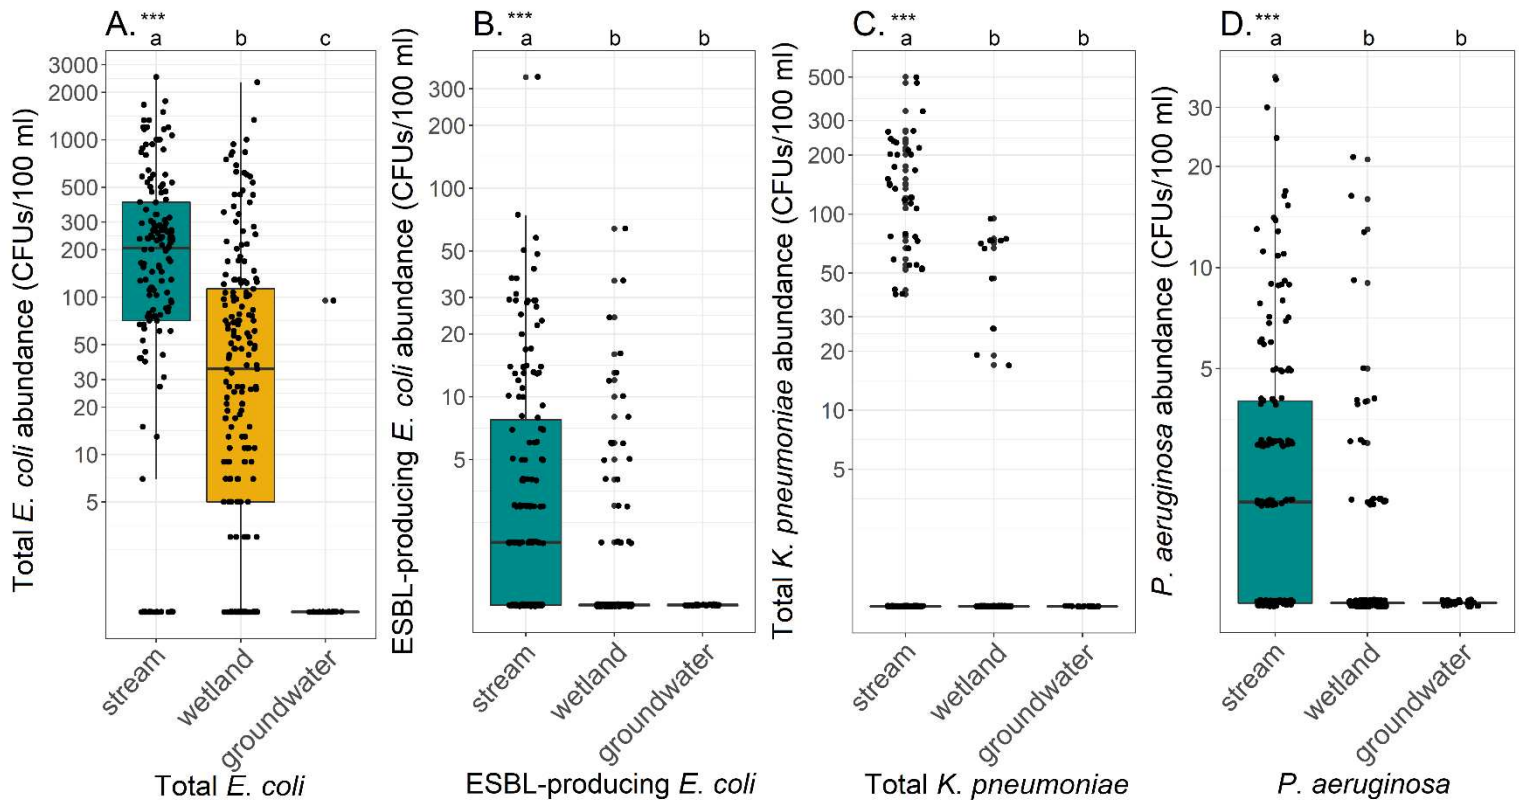 A. ***
a b c
Total E. coli abundance (CFUs/100 ml)
3000
2000
1000
500
300
200
100
50
30
20
10
5
stream
wetland
groundwater
Total E. coli
B. ***
a b b
ESBL-producing E. coli abundance (CFUs/100 ml)
300
200
100
50
30
20
10
5
stream
wetland
groundwater
ESBL-producing E. coli
C. ***
a b b
Total K. pneumoniae abundance (CFUs/100 ml)
500
300
200
100
50
30
20
10
5
stream
wetland
groundwater
Total K. pneumoniae
D. ***
a b b
P. aeruginosa abundance (CFUs/100 ml)
30
20
10
5
stream
wetland
groundwater
P. aeruginosa